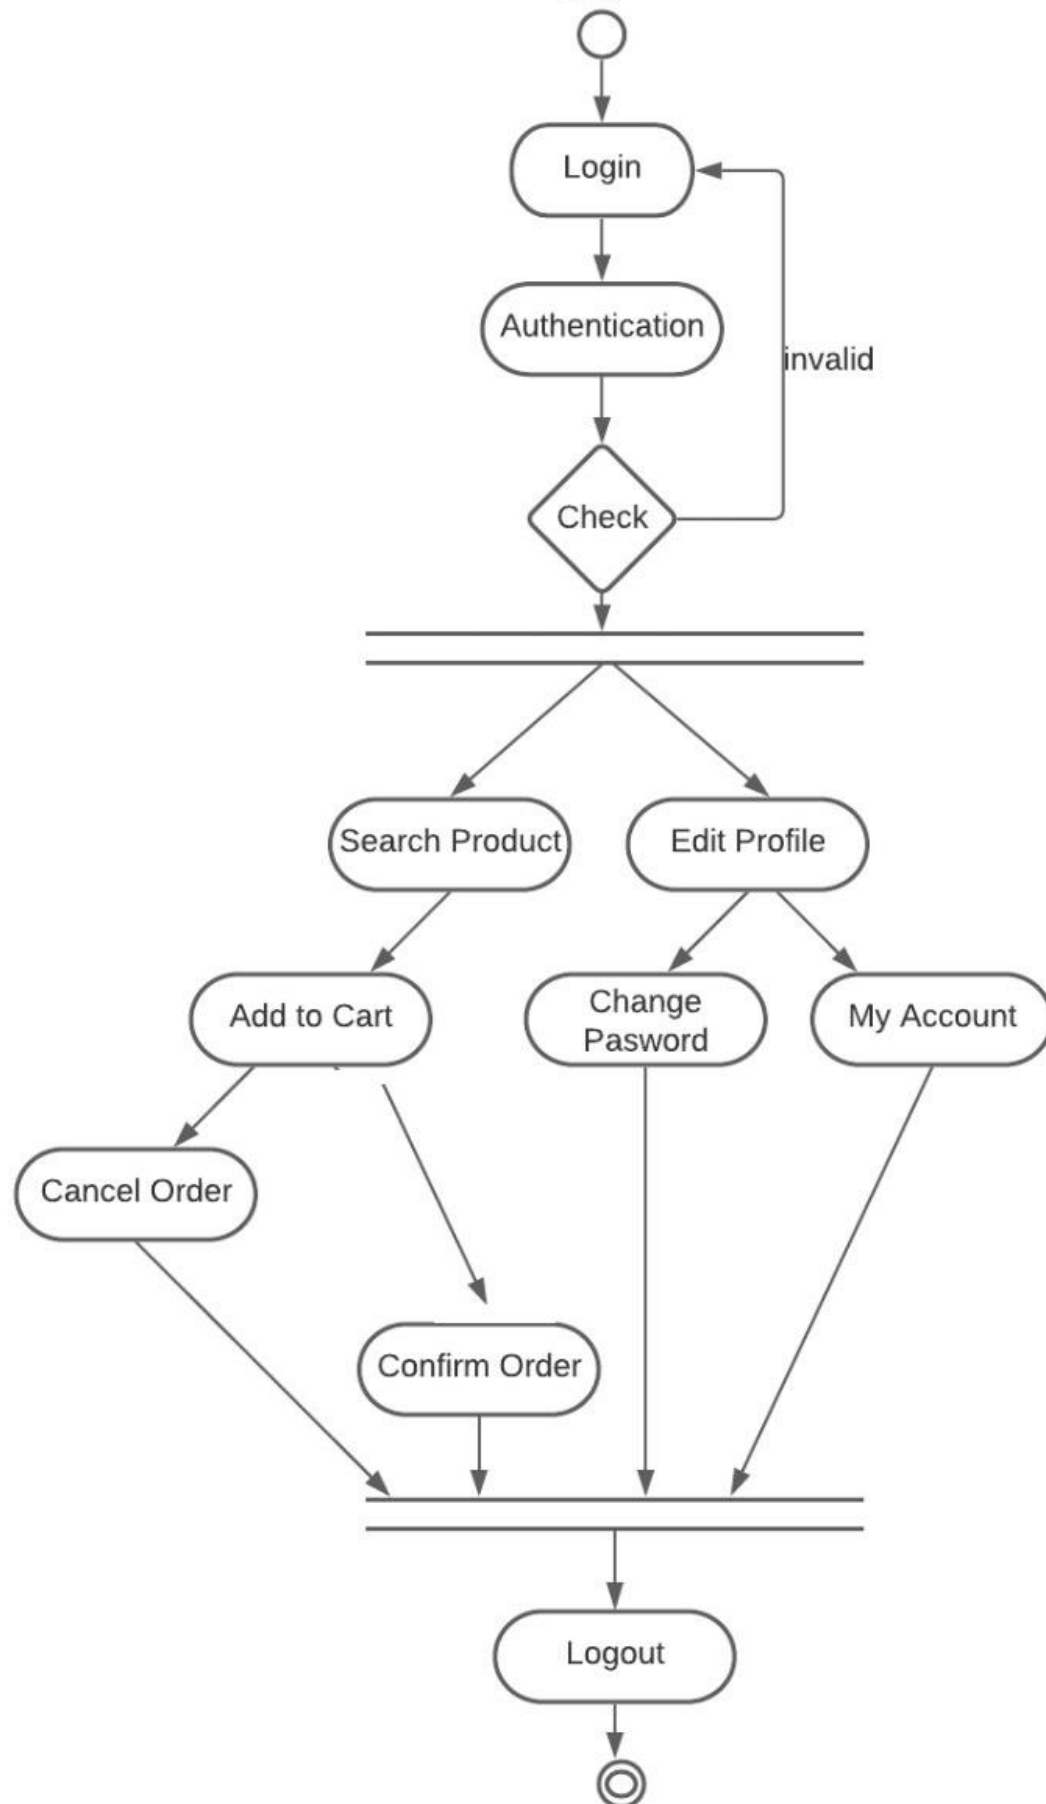 Login
Authentication
invalid
Check
Search Product
Edit Profile
Add to Cart
Change
Pasword
My Account
Cancel Order
Confirm Order
Logout